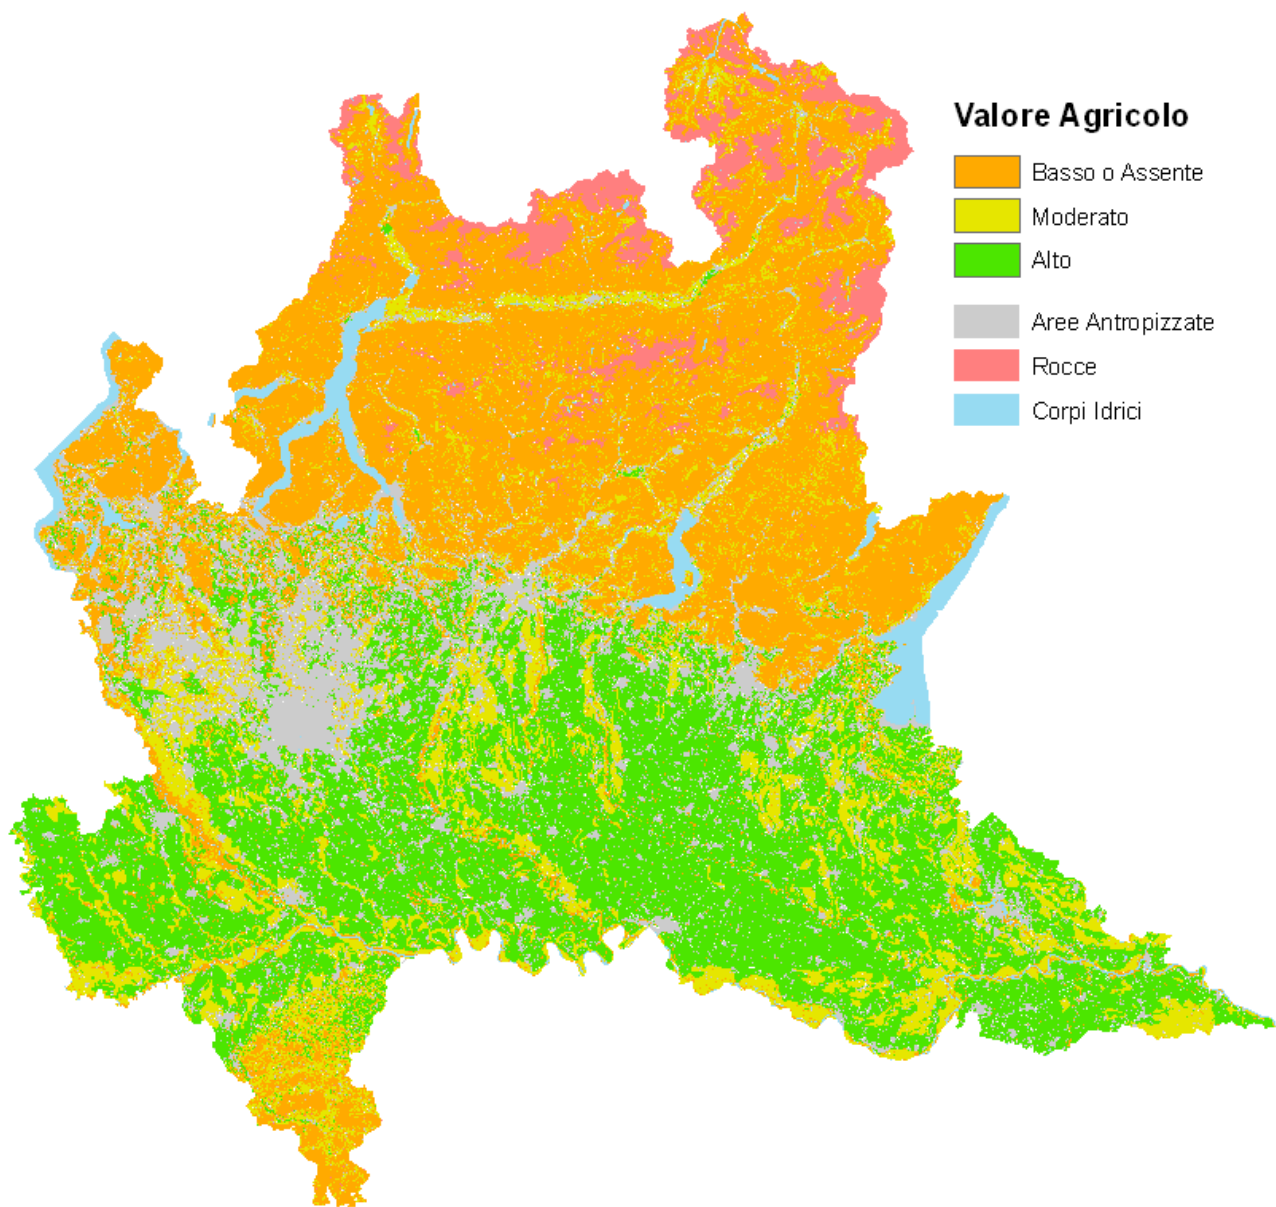 Valore Agricolo
Basso o Assente
Moderato
Alto
Aree Antropizzate
Rocce
Corpi Idrici